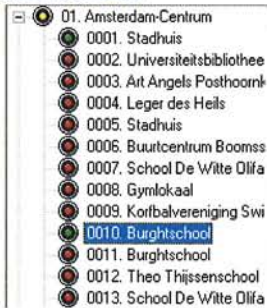 01. Amsterdam-Centrum
0001. Stadhuis
0002. Universiteitsbibliothee
0003. Art Angels Posthoornk
0004. Leger des Heils
0005. Stadhuis
0006. Buurtcentrum Boomss
0007. School De Witte Olifa
0008. Gymlokaal
0009. Korfbalvereniging Swi
0010. Burghtschool
0011. Burghtschool
0012. Theo Thijssenschool
0013. School De Witte Olifa